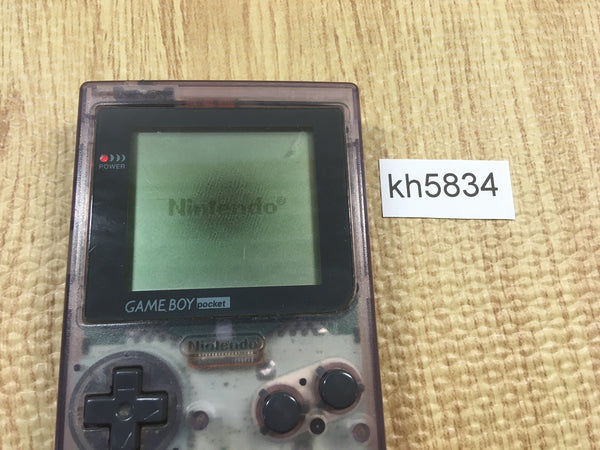 POWER
Nintendo®
GAME BOY pocket
Nintendo
kh5834